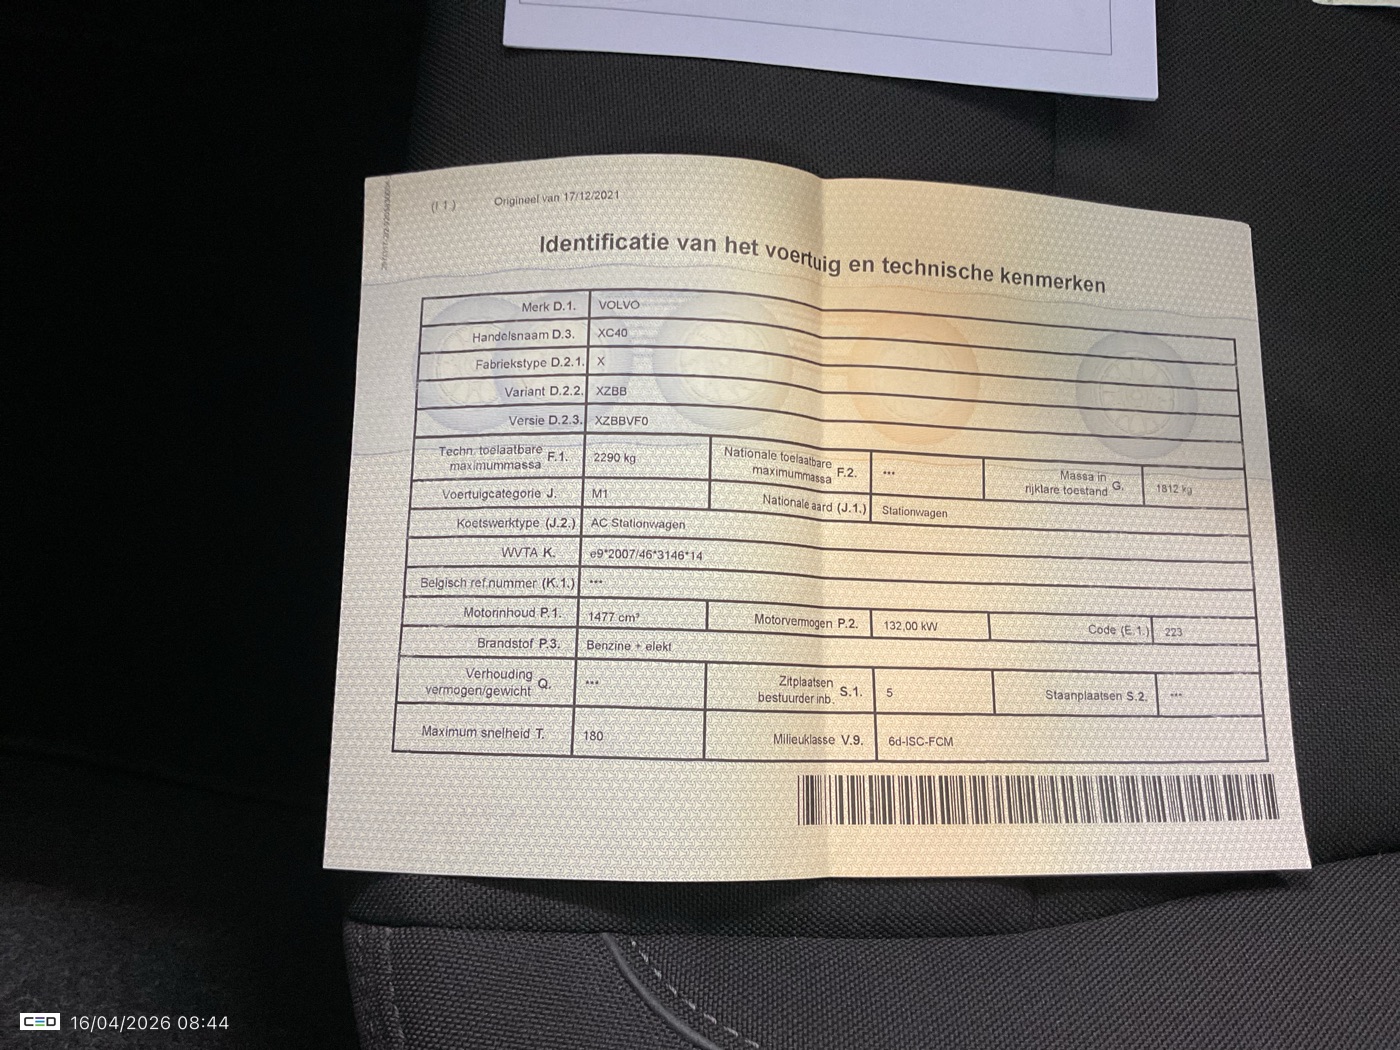 (I 1.) Origineel van 17/12/2021
Identificatie van het voertuig en technische kenmerken
Merk D.1. VOLVO
Handelsnaam D.3. XC40
Fabriekstype D.2.1. X
Variant D.2.2. XZBB
Versie D.2.3. XZBBVF0
Techn. toelaatbare maximummassa F.1. 2290 kg Nationale toelaatbare maximummassa F.2. *** Massa in rijklare toestand G. 1812 kg
Voertuigcategorie J. M1 Nationale aard (J.1.) Stationwagen
Koetswerktype (J.2.) AC Stationwagen
WVTA K. e9*2007/46*3146*14
Belgisch ref.nummer (K.1.) ***
Motorinhoud P.1. 1477 cm³ Motorvermogen P.2. 132,00 kW Code (E.1.) 223
Brandstof P.3. Benzine + elekt
Verhouding vermogen/gewicht Q. *** Zitplaatsen bestuurder inb. S.1. 5 Staanplaatsen S.2. ***
Maximum snelheid T. 180 Milieuklasse V.9. 6d-ISC-FCM
CED 16/04/2026 08:44